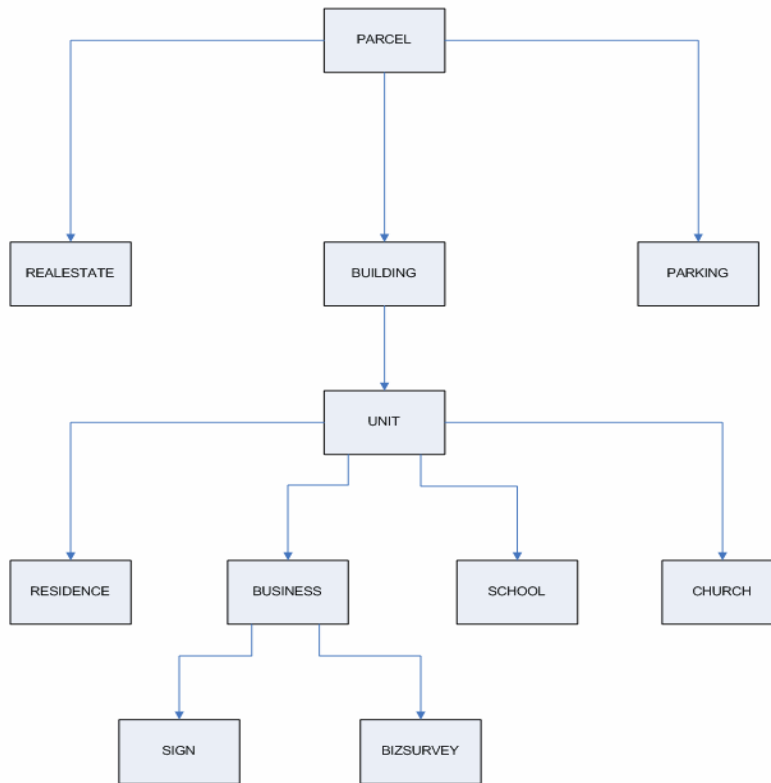 PARCEL
REALESTATE
BUILDING
PARKING
UNIT
RESIDENCE
BUSINESS
SCHOOL
CHURCH
SIGN
BIZSURVEY